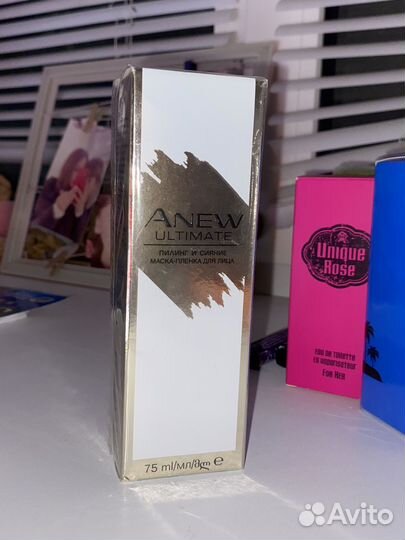 ANEW
ULTIMATE
ПИЛИНГ И СИЯНИЕ
МАСКА-ПЛЕНКА ДЛЯ ЛИЦА
75 ml/мл/მლ e
Unique
Rose
EAU DE TOILETTE
EN VAPORISATEUR
FOR HER
Avito